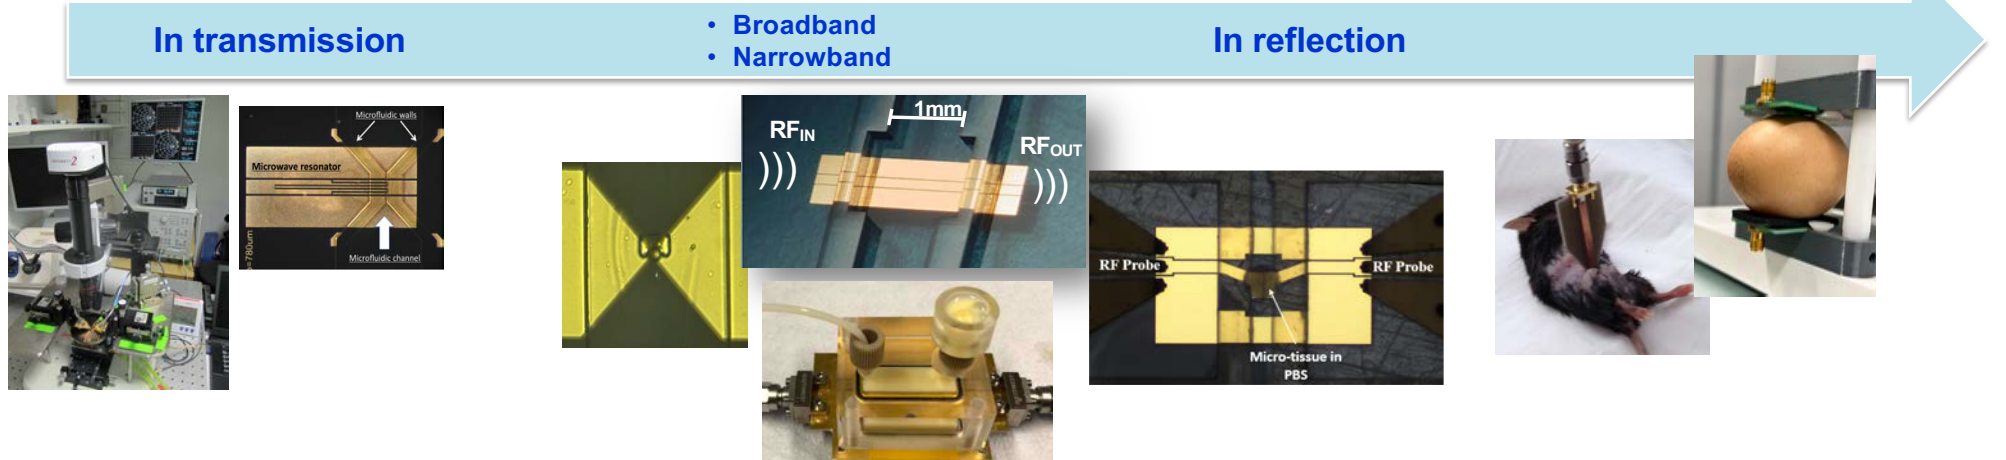 In transmission
• Broadband
• Narrowband
In reflection
Microfluidic walls
Microwave resonator
Microfluidic channel
=780um
1mm
RFIN
)))
RFOUT
)))
RF Probe
RF Probe
Micro-tissue in
PBS